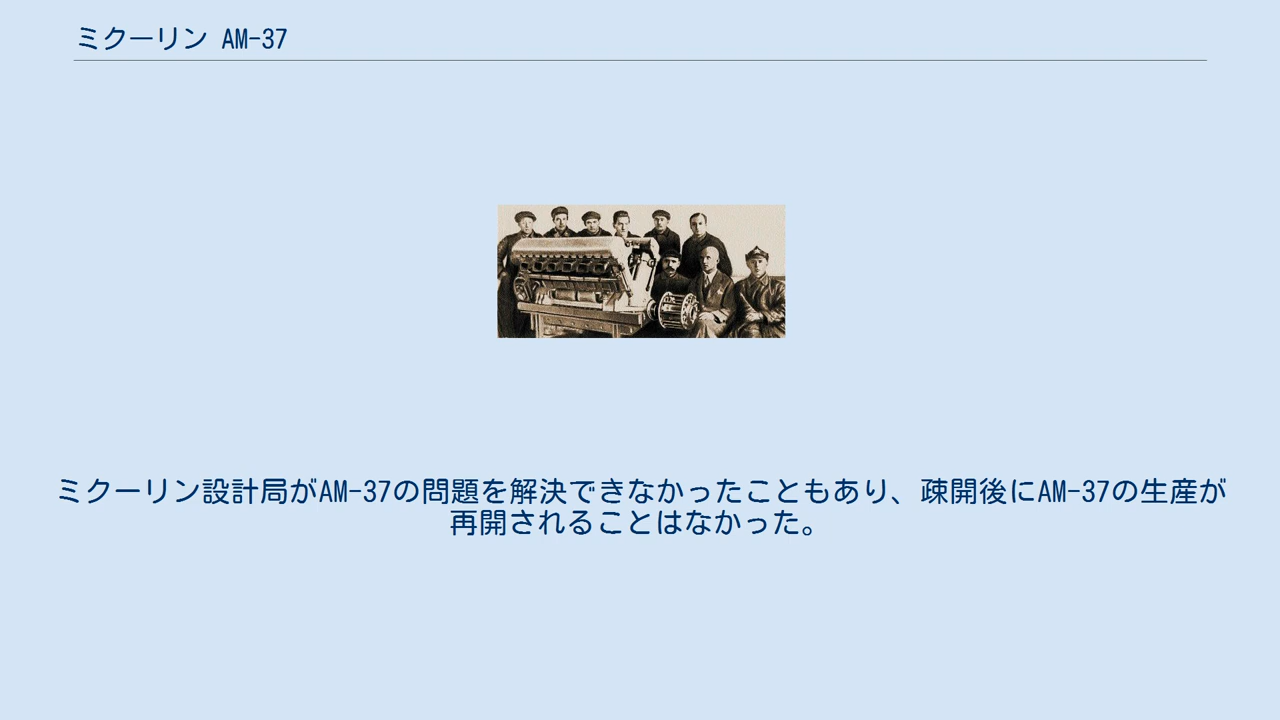 ミクーリン AM-37
ミクーリン設計局がAM-37の問題を解決できなかったこともあり、疎開後にAM-37の生産が
再開されることはなかった。